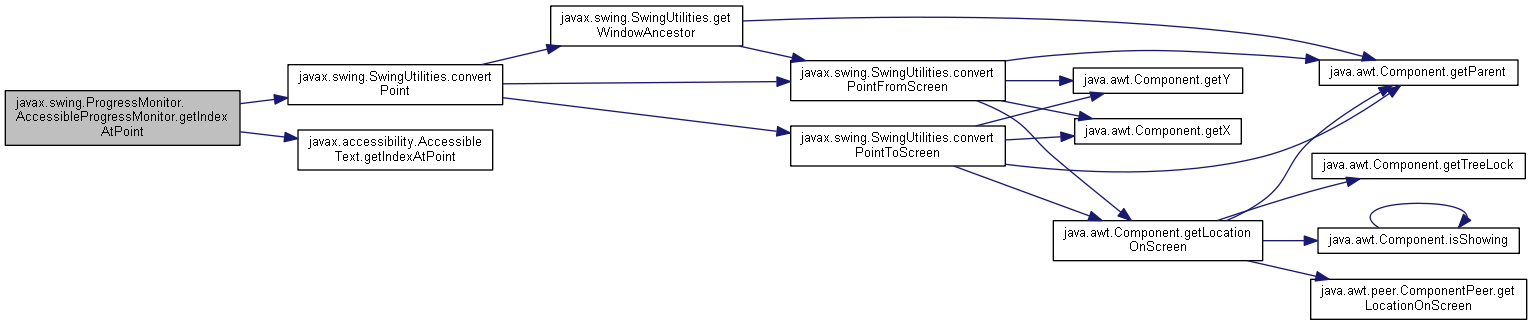 javax.swing.ProgressMonitor.
AccessibleProgressMonitor.getIndex
AtPoint
javax.swing.SwingUtilities.convert
Point
javax.accessibility.Accessible
Text.getIndexAtPoint
javax.swing.SwingUtilities.get
WindowAncestor
javax.swing.SwingUtilities.convert
PointFromScreen
javax.swing.SwingUtilities.convert
PointToScreen
java.awt.Component.getY
java.awt.Component.getX
java.awt.Component.getLocation
OnScreen
java.awt.Component.getParent
java.awt.Component.getTreeLock
java.awt.Component.isShowing
java.awt.peer.ComponentPeer.get
LocationOnScreen